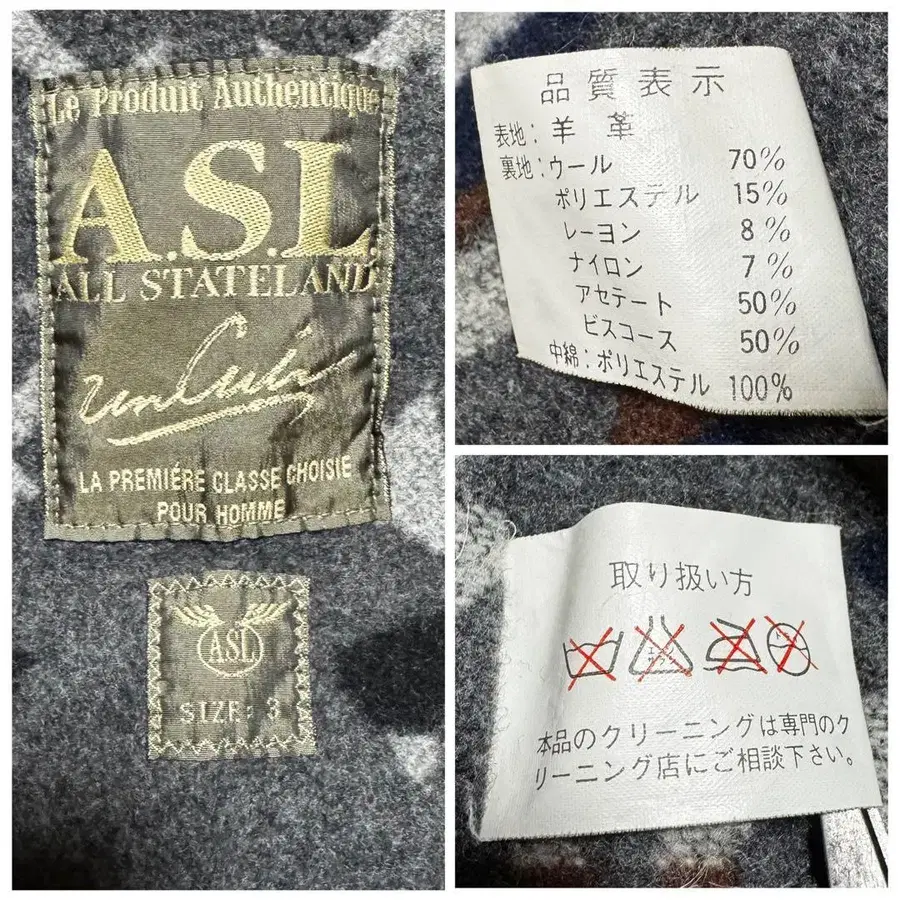 Le Produit Authentique
A.S.L.
ALL STATELAND
LA PREMIÉRE CLASSE CHOISIE
POUR HOMME
ASL
SIZE: 3
品質表示
表地: 羊革
裏地: ウール 70%
ポリエステル 15%
レーヨン 8%
ナイロン 7%
アセテート 50%
ビスコース 50%
中綿: ポリエステル 100%
取り扱い方
本品のクリーニングは専門のク
リーニング店にご相談下さい。